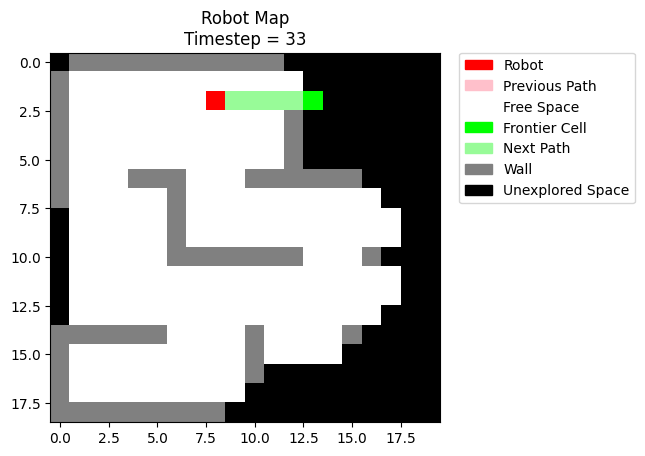 Robot Map
Timestep = 33
0.0
2.5
5.0
7.5
10.0
12.5
15.0
17.5
0.0
2.5
5.0
7.5
10.0
12.5
15.0
17.5
Robot
Previous Path
Free Space
Frontier Cell
Next Path
Wall
Unexplored Space